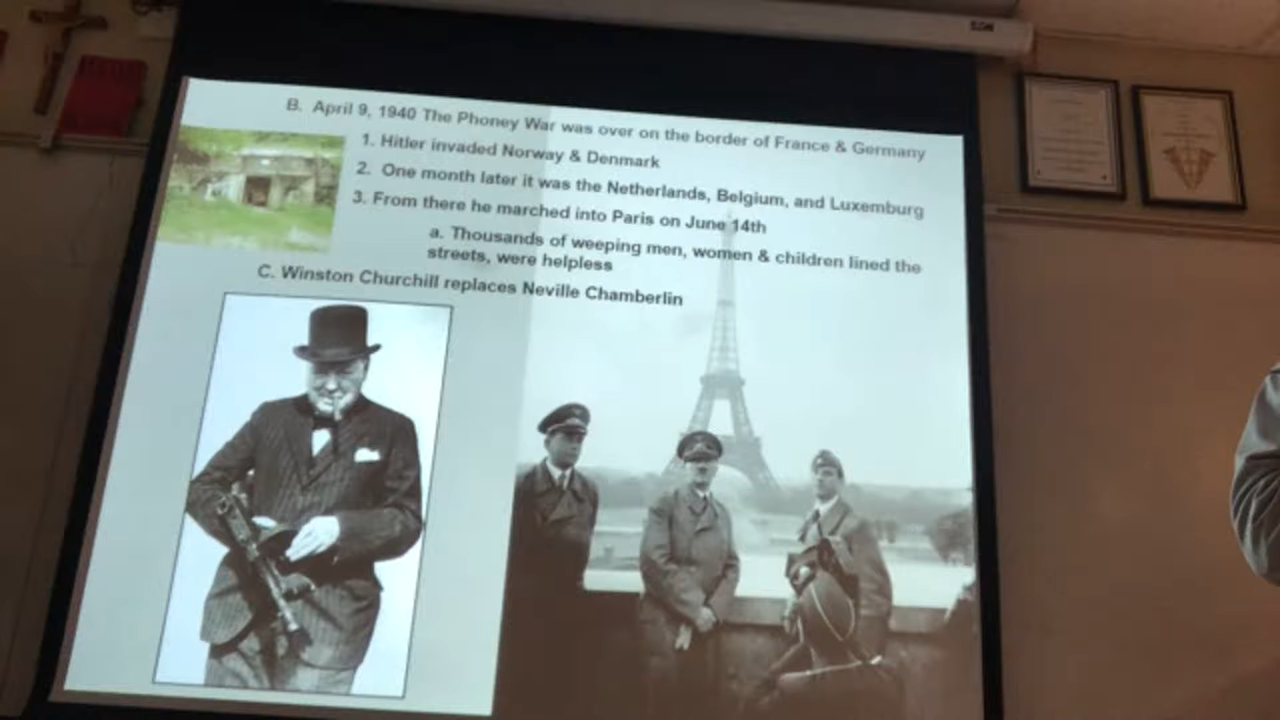 B. April 9, 1940 The Phoney War was over on the border of France & Germany
1. Hitler invaded Norway & Denmark
2. One month later it was the Netherlands, Belgium, and Luxemburg
3. From there he marched into Paris on June 14th
a. Thousands of weeping men, women & children lined the
streets, were helpless
C. Winston Churchill replaces Neville Chamberlin